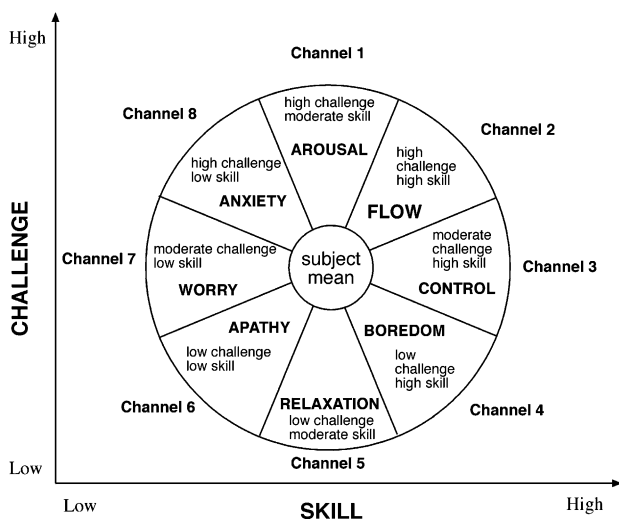 High
Channel 1
Channel 8
high challenge
moderate skill
AROUSAL
Channel 2
high
challenge
high skill
FLOW
high challenge
low skill
ANXIETY
CHALLENGE
Channel 7
moderate challenge
low skill
WORRY
subject
mean
moderate
challenge
high skill
CONTROL
Channel 3
APATHY
low challenge
low skill
Channel 6
BOREDOM
low
challenge
high skill
Channel 4
RELAXATION
low challenge
moderate skill
Channel 5
Low
Low
SKILL
High